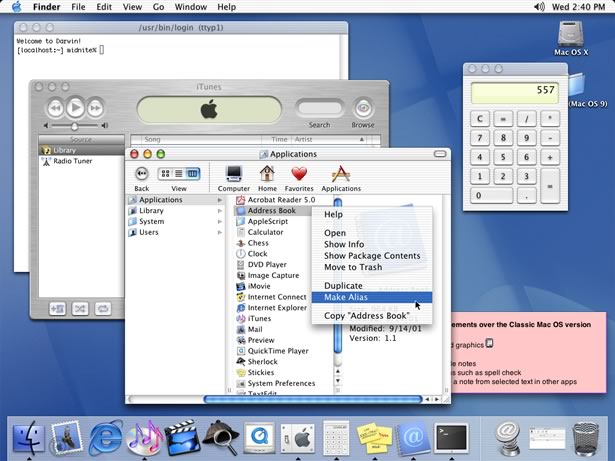 Finder File Edit View Go Window Help Wed 2:40 PM
/usr/bin/login (ttyp1)
Welcome to Darwin!
[localhost:~] midnite%
iTunes
Search
Browse
Source
Song Time Artist
Library
Radio Tuner
Mac OS X
(Mac OS 9)
557
C = / *
7 8 9 -
4 5 6 +
1 2 3 =
0 .
Applications
Back View Computer Home Favorites Applications
Applications
Library
System
Users
Acrobat Reader 5.0
Address Book
AppleScript
Calculator
Chess
Clock
DVD Player
Image Capture
iMovie
Internet Connect
Internet Explorer
iTunes
Mail
Preview
QuickTime Player
Sherlock
Stickies
System Preferences
TextEdit
Help
Open
Show Info
Show Package Contents
Move to Trash
Duplicate
Make Alias
Copy "Address Book"
Modified: 9/14/01
Version: 1.1
ements over the Classic Mac OS version
d graphics
le notes
s such as spell check
a note from selected text in other apps